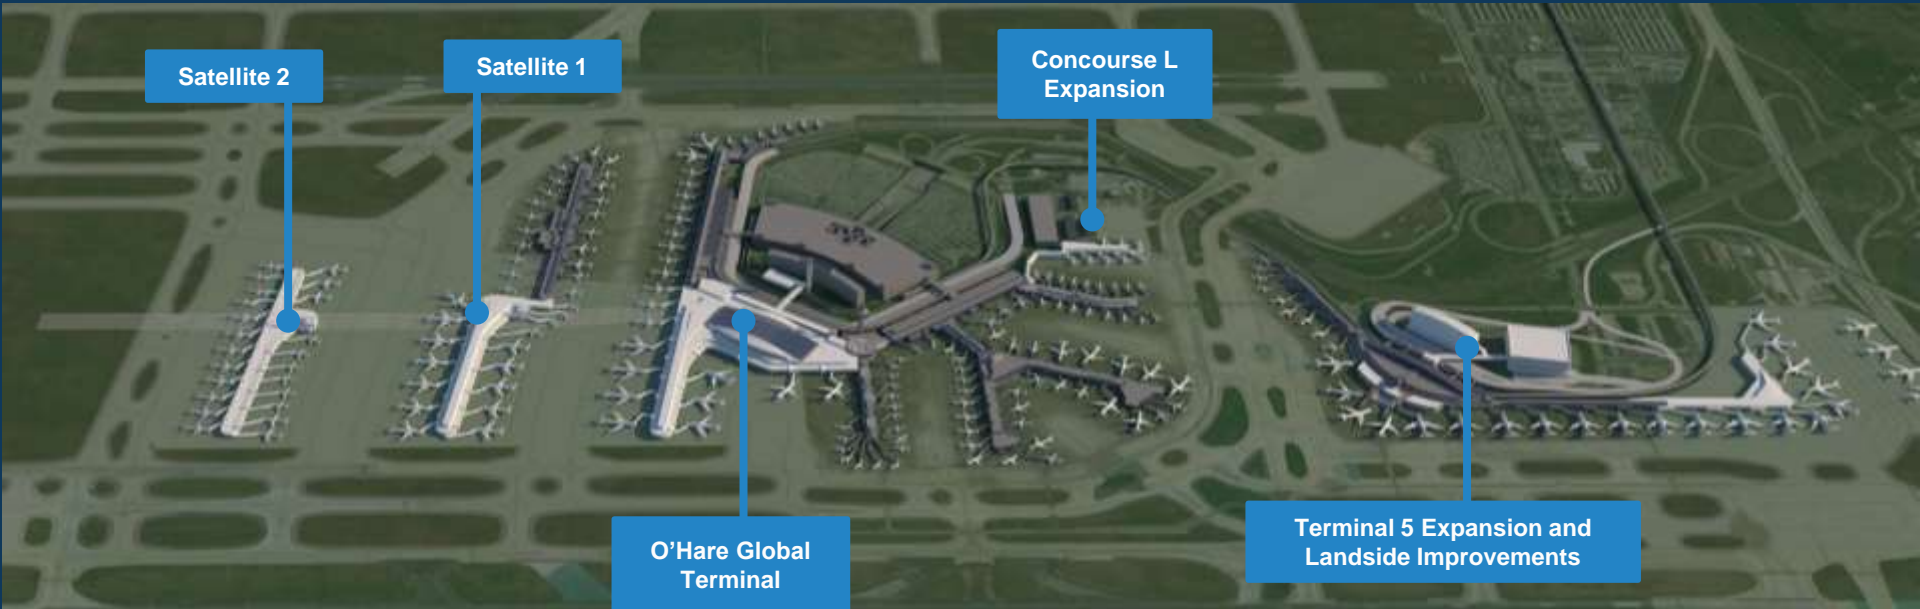 Satellite 2
Satellite 1
Concourse L
Expansion
O’Hare Global
Terminal
Terminal 5 Expansion and
Landside Improvements